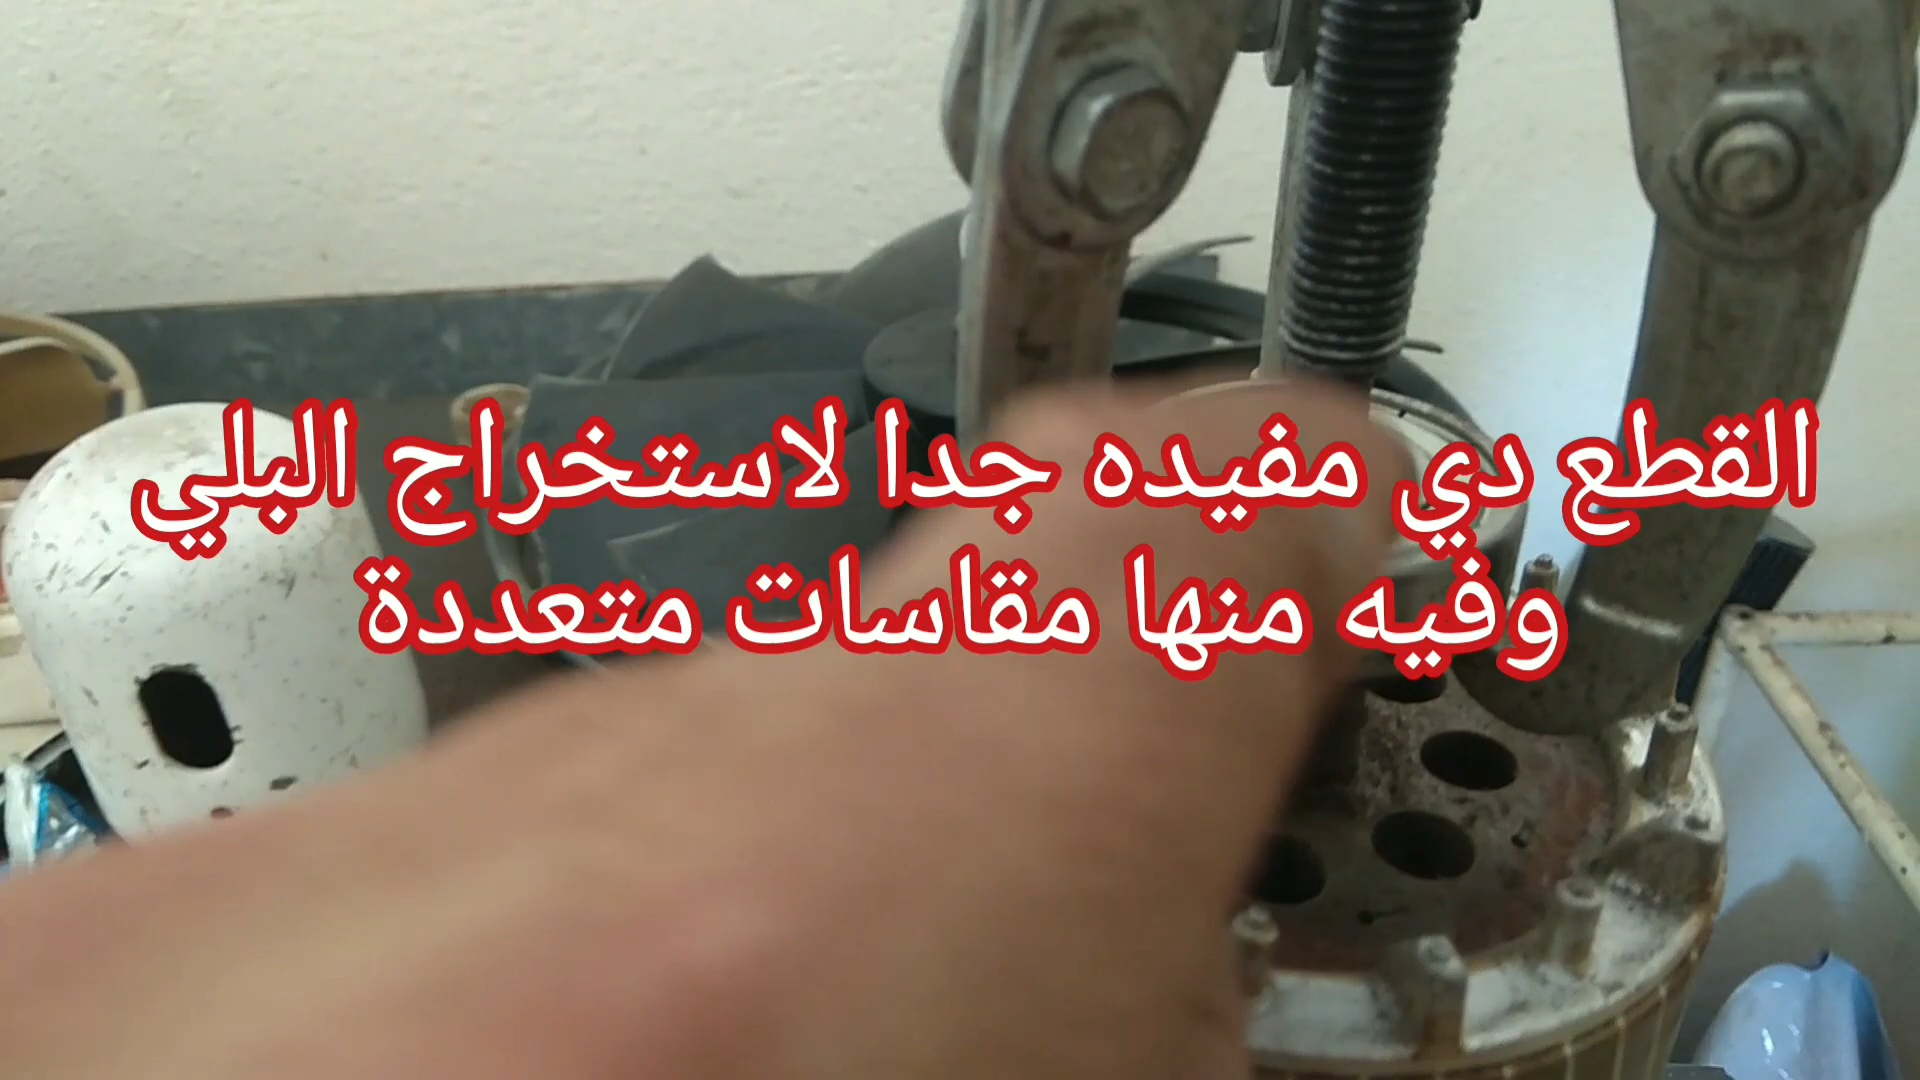 القطع دي مفيده جدا لاستخراج البلي
وفيه منها مقاسات متعددة